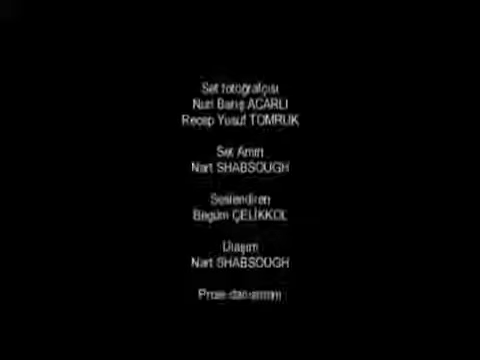 Set fotoğrafçısı
Nuri Barış ACARLI
Recep Yusuf TOMRUK
Set Amiri
Nart SHABSOUGH
Seslendiren
Begüm ÇELİKKOL
Ulaşım
Nart SHABSOUGH
Proje